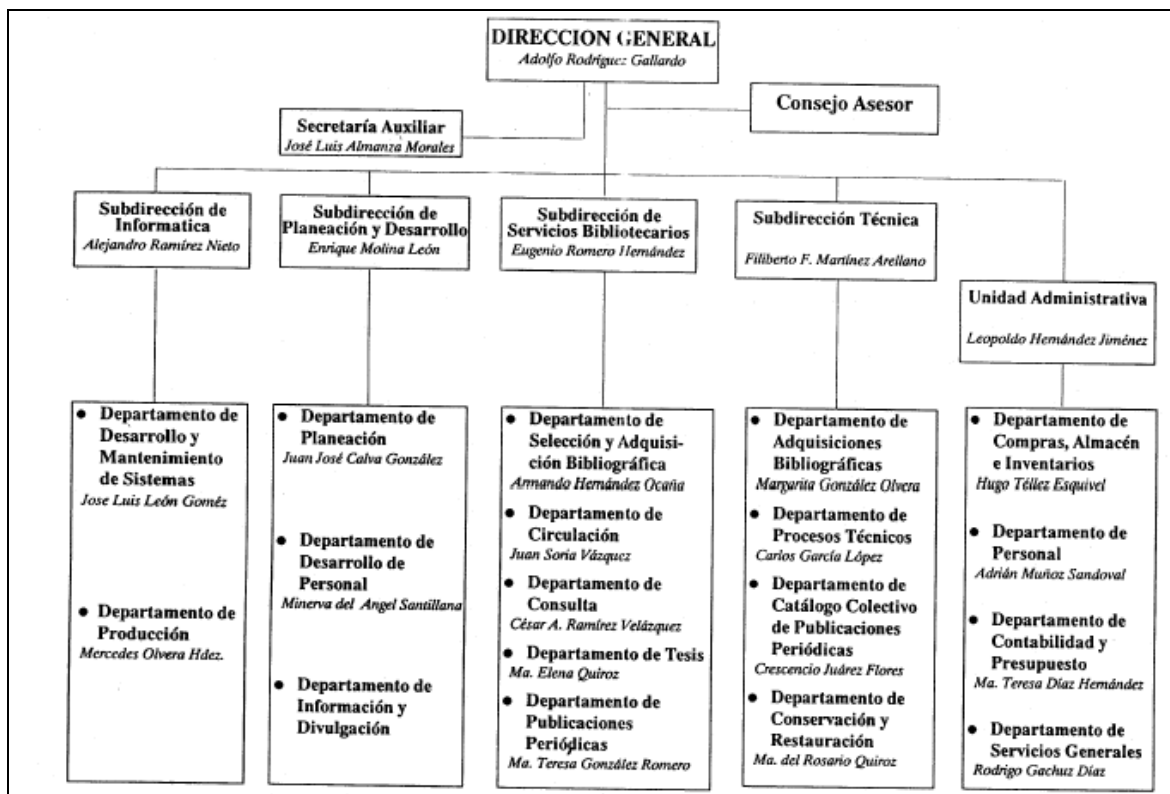 DIRECCION GENERAL
Adolfo Rodríguez Gallardo
Consejo Asesor
Secretaría Auxiliar
José Luis Almanza Morales
Subdirección de
Informatica
Alejandro Ramírez Nieto
Subdirección de
Planeación y Desarrollo
Enrique Molina León
Subdirección de
Servicios Bibliotecarios
Eugenio Romero Hernández
Subdirección Técnica
Filiberto F. Martínez Arellano
Unidad Administrativa
Leopoldo Hernández Jiménez
● Departamento de
Desarrollo y
Mantenimiento
de Sistemas
Jose Luis León Goméz
● Departamento de
Producción
Mercedes Olvera Hdez.
● Departamento de
Planeación
Juan José Calva González
● Departamento de
Desarrollo de
Personal
Minerva del Angel Santillana
● Departamento de
Información y
Divulgación
● Departamento de
Selección y Adquisi-
ción Bibliográfica
Armando Hernández Ocaña
● Departamento de
Circulación
Juan Soria Vázquez
● Departamento de
Consulta
César A. Ramírez Velázquez
● Departamento de Tesis
Ma. Elena Quiroz
● Departamento de
Publicaciones
Periódicas
Ma. Teresa González Romero
● Departamento de
Adquisiciones
Bibliográficas
Margarita González Olvera
● Departamento de
Procesos Técnicos
Carlos García López
● Departamento de
Catálogo Colectivo
de Publicaciones
Periódicas
Crescencio Juárez Flores
● Departamento de
Conservación y
Restauración
Ma. del Rosario Quiroz
● Departamento de
Compras, Almacén
e Inventarios
Hugo Téllez Esquivel
● Departamento de
Personal
Adrián Muñoz Sandoval
● Departamento de
Contabilidad y
Presupuesto
Ma. Teresa Díaz Hernández
● Departamento de
Servicios Generales
Rodrigo Gachuz Díaz